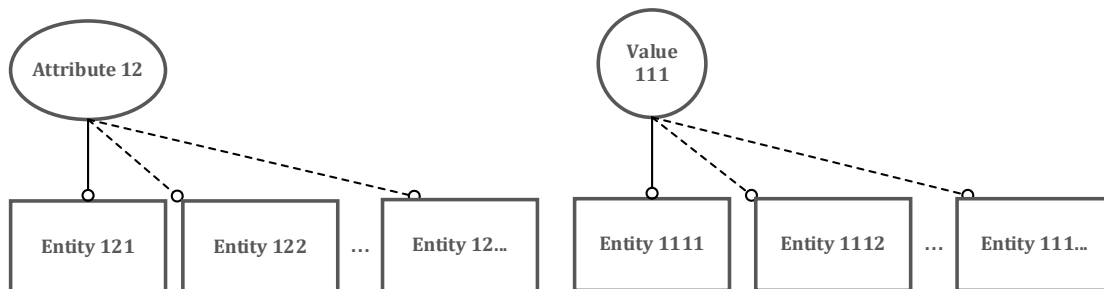 Attribute 12
Value
111
Entity 121
Entity 122
...
Entity 12...
Entity 1111
Entity 1112
...
Entity 111...